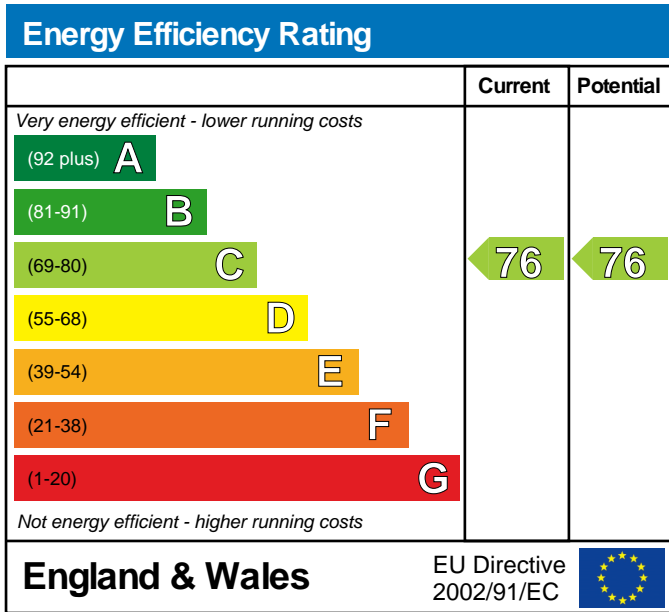 Energy Efficiency Rating
Current Potential
Very energy efficient - lower running costs
(92 plus) A
(81-91) B
(69-80) C 76 76
(55-68) D
(39-54) E
(21-38) F
(1-20) G
Not energy efficient - higher running costs
England & Wales
EU Directive
2002/91/EC